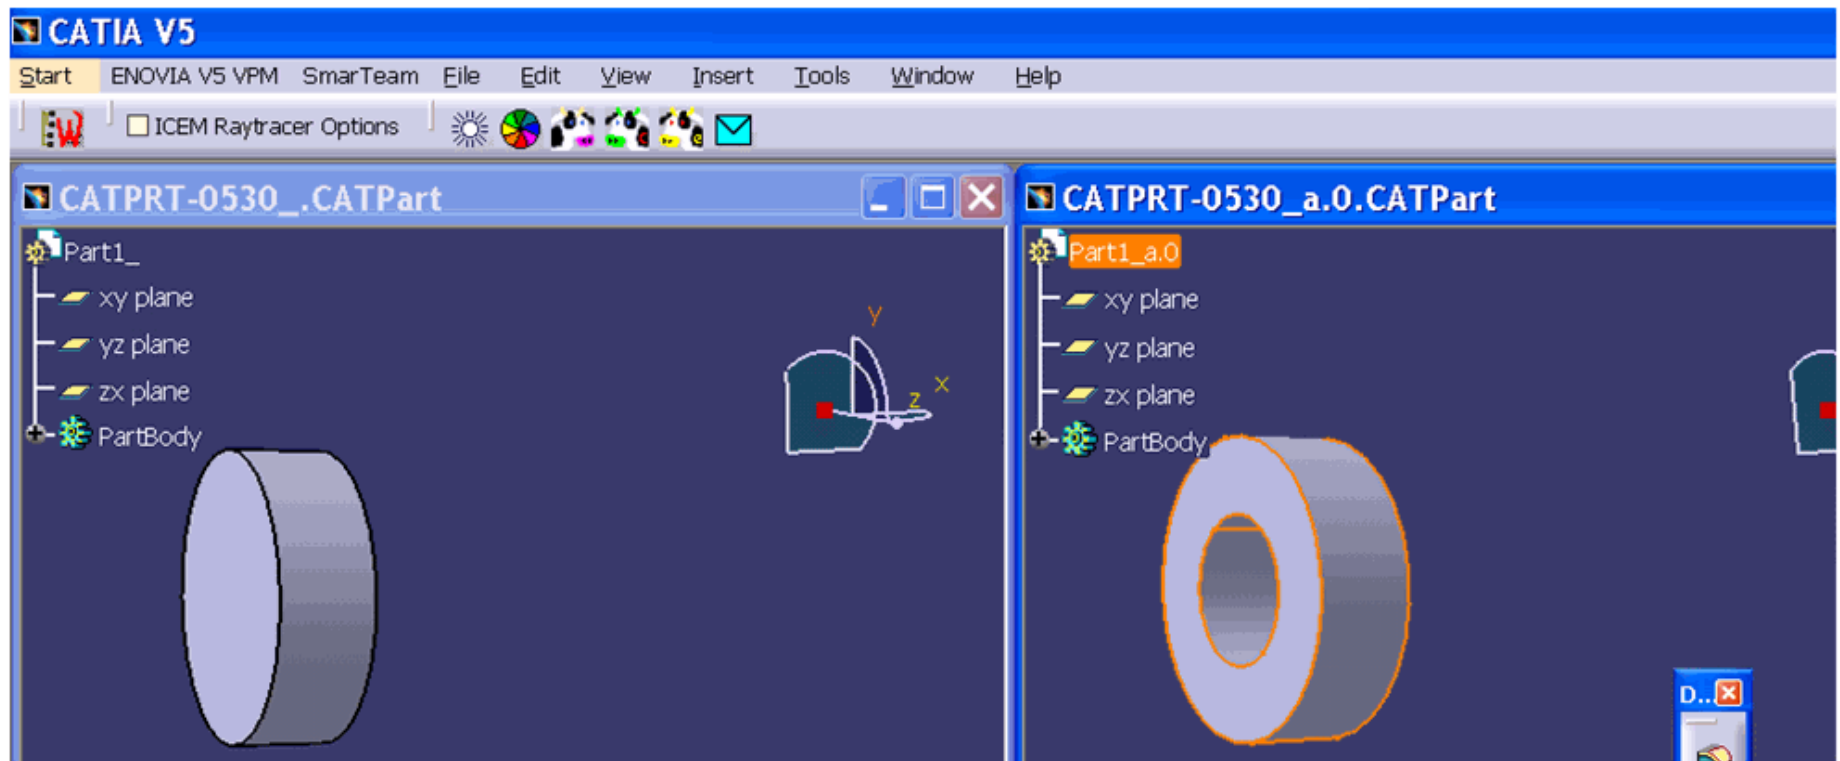 CATIA V5
Start ENOVIA V5 VPM SmarTeam File Edit View Insert Tools Window Help
ICEM Raytracer Options
CATPRT-0530_.CATPart
Part1_
xy plane
yz plane
zx plane
PartBody
y
x
z
CATPRT-0530_a.0.CATPart
Part1_a.0
xy plane
yz plane
zx plane
PartBody
D...